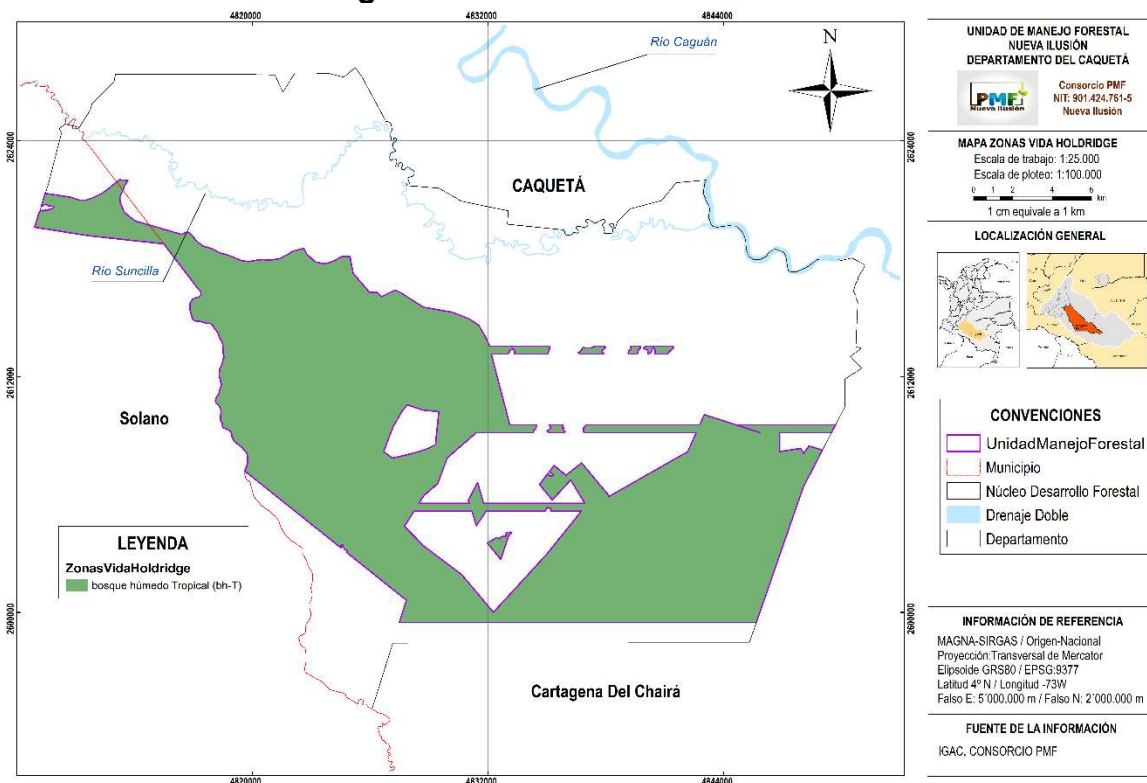 4820000
4832000
4844000
2624000
2612000
2600000
Río Caguán
N
CAQUETÁ
Río Suncilla
Solano
LEYENDA
ZonasVidaHoldridge
bosque húmedo Tropical (bh-T)
Cartagena Del Chairá
2624000
2612000
2600000
4820000
4832000
4844000
UNIDAD DE MANEJO FORESTAL
NUEVA ILUSIÓN
DEPARTAMENTO DEL CAQUETÁ
PMF
Nueva Ilusión
Consorcio PMF
NIT: 901.424.761-5
Nueva Ilusión
MAPA ZONAS VIDA HOLDRIDGE
Escala de trabajo: 1:25.000
Escala de ploteo: 1:100.000
0 1 2 4 6
km
1 cm equivale a 1 km
LOCALIZACIÓN GENERAL
CONVENCIONES
UnidadManejoForestal
Municipio
Núcleo Desarrollo Forestal
Drenaje Doble
Departamento
INFORMACIÓN DE REFERENCIA
MAGNA-SIRGAS / Origen-Nacional
Proyección:Transversal de Mercator
Elipsoide GRS80 / EPSG:9377
Latitud 4º N / Longitud -73W
Falso E: 5´000.000 m / Falso N: 2´000.000 m
FUENTE DE LA INFORMACIÓN
IGAC, CONSORCIO PMF